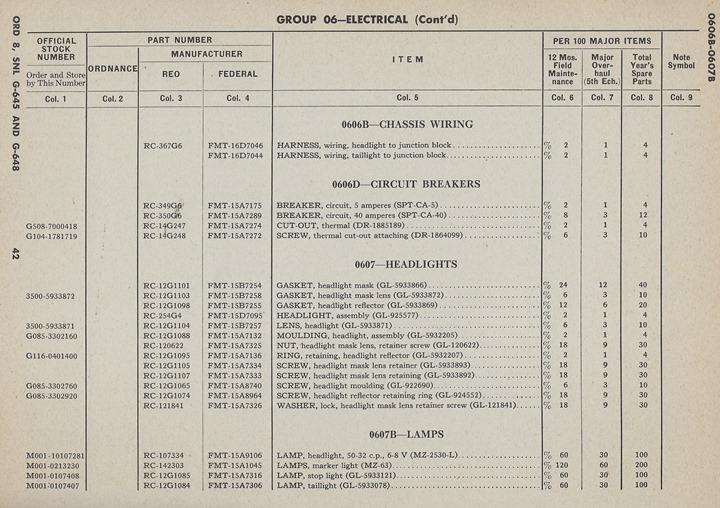 GROUP 06—ELECTRICAL (Cont'd)
ORD 8, SNL G-645 AND G-648
42
0606B-0607B
OFFICIAL STOCK NUMBER
Order and Store by This Number
PART NUMBER
ORDNANCE
MANUFACTURER
REO
FEDERAL
ITEM
PER 100 MAJOR ITEMS
12 Mos. Field Mainte-nance
Major Over-haul (5th Ech.)
Total Year's Spare Parts
Note Symbol
Col. 1 Col. 2 Col. 3 Col. 4 Col. 5 Col. 6 Col. 7 Col. 8 Col. 9
0606B—CHASSIS WIRING
RC-367G6 FMT-16D7046 HARNESS, wiring, headlight to junction block % 2 1 4
FMT-16D7044 HARNESS, wiring, taillight to junction block % 2 1 4
0606D—CIRCUIT BREAKERS
RC-349G6 FMT-15A7175 BREAKER, circuit, 5 amperes (SPT-CA-5) % 2 1 4
RC-350G6 FMT-15A7289 BREAKER, circuit, 40 amperes (SPT-CA-40) % 8 3 12
G508-7000418 RC-14G247 FMT-15A7274 CUT-OUT, thermal (DR-1885189) % 2 1 4
G104-1781719 RC-14G248 FMT-15A7272 SCREW, thermal cut-out attaching (DR-1864099) % 6 3 10
0607—HEADLIGHTS
RC-12G1101 FMT-15B7254 GASKET, headlight mask (GL-5933866) % 24 12 40
3500-5933872 RC-12G1103 FMT-15B7258 GASKET, headlight mask lens (GL-5933872) % 6 3 10
RC-12G1098 FMT-15B7255 GASKET, headlight reflector (GL-5933869) % 12 6 20
RC-254G4 FMT-15D7095 HEADLIGHT, assembly (GL-925577) % 2 1 4
3500-5933871 RC-12G1104 FMT-15B7257 LENS, headlight (GL-5933871) % 6 3 10
G085-3302160 RC-12G1088 FMT-15A7132 MOULDING, headlight, assembly (GL-5932205) % 2 1 4
RC-120622 FMT-15A7325 NUT, headlight mask lens, retainer screw (GL-120622) % 18 9 30
G116-0401400 RC-12G1095 FMT-15A7136 RING, retaining, headlight reflector (GL-5932207) % 2 1 4
RC-12G1105 FMT-15A7334 SCREW, headlight mask lens retainer (GL-5933893) % 18 9 30
RC-12G1107 FMT-15A7333 SCREW, headlight mask lens retaining (GL-5933892) % 18 9 30
G085-3302760 RC-12G1065 FMT-15A8740 SCREW, headlight moulding (GL-922690) % 6 3 10
G085-3302920 RC-12G1074 FMT-15A8964 SCREW, headlight reflector retaining ring (GL-924552) % 18 9 30
RC-121841 FMT-15A7326 WASHER, lock, headlight mask lens retainer screw (GL-121841) % 18 9 30
0607B—LAMPS
M001-10107281 RC-107334 FMT-15A9106 LAMP, headlight, 50-32 c.p., 6-8 V (MZ-2530-L) % 60 30 100
M001-0213230 RC-142303 FMT-15A1045 LAMPS, marker light (MZ-63) % 120 60 200
M001-0107408 RC-12G1085 FMT-15A7316 LAMP, stop light (GL-5933121) % 60 30 100
M001-0107407 RC-12G1084 FMT-15A7306 LAMP, taillight (GL-5933078) % 60 30 100